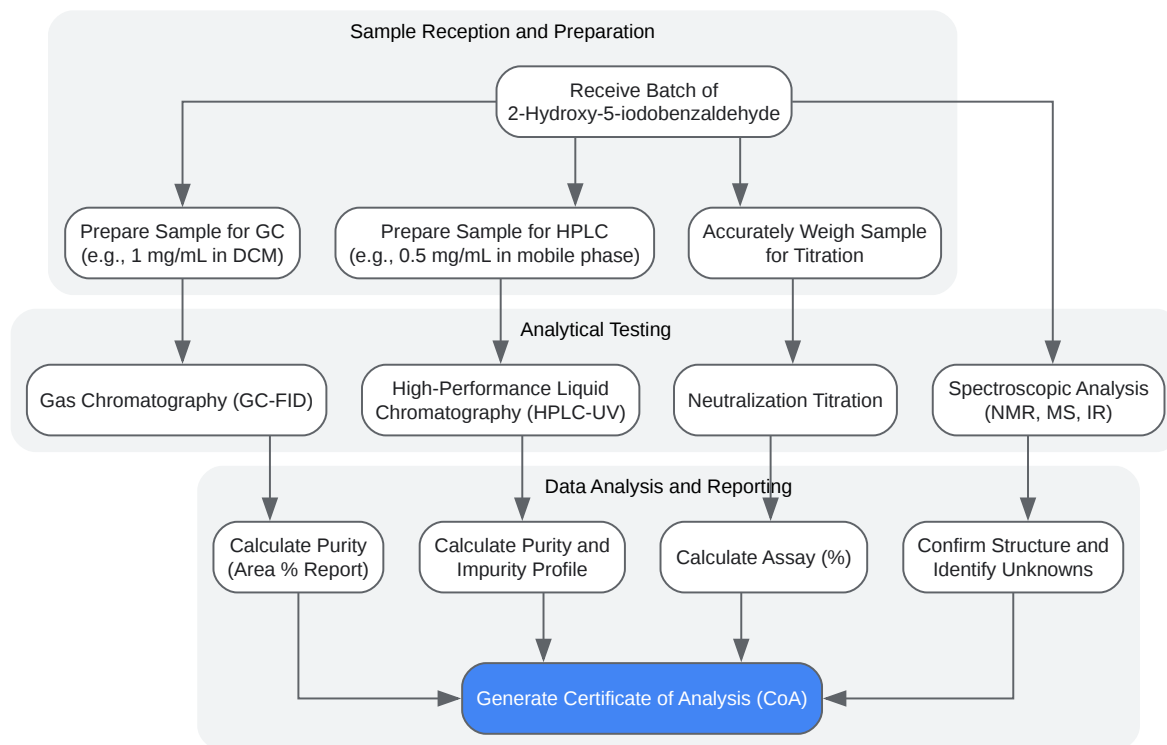 Sample Reception and Preparation
Receive Batch of
2-Hydroxy-5-iodobenzaldehyde
Prepare Sample for GC
(e.g., 1 mg/mL in DCM)
Prepare Sample for HPLC
(e.g., 0.5 mg/mL in mobile phase)
Accurately Weigh Sample
for Titration
Analytical Testing
Gas Chromatography (GC-FID)
High-Performance Liquid
Chromatography (HPLC-UV)
Neutralization Titration
Spectroscopic Analysis
(NMR, MS, IR)
Data Analysis and Reporting
Calculate Purity
(Area % Report)
Calculate Purity and
Impurity Profile
Calculate Assay (%)
Confirm Structure and
Identify Unknowns
Generate Certificate of Analysis (CoA)